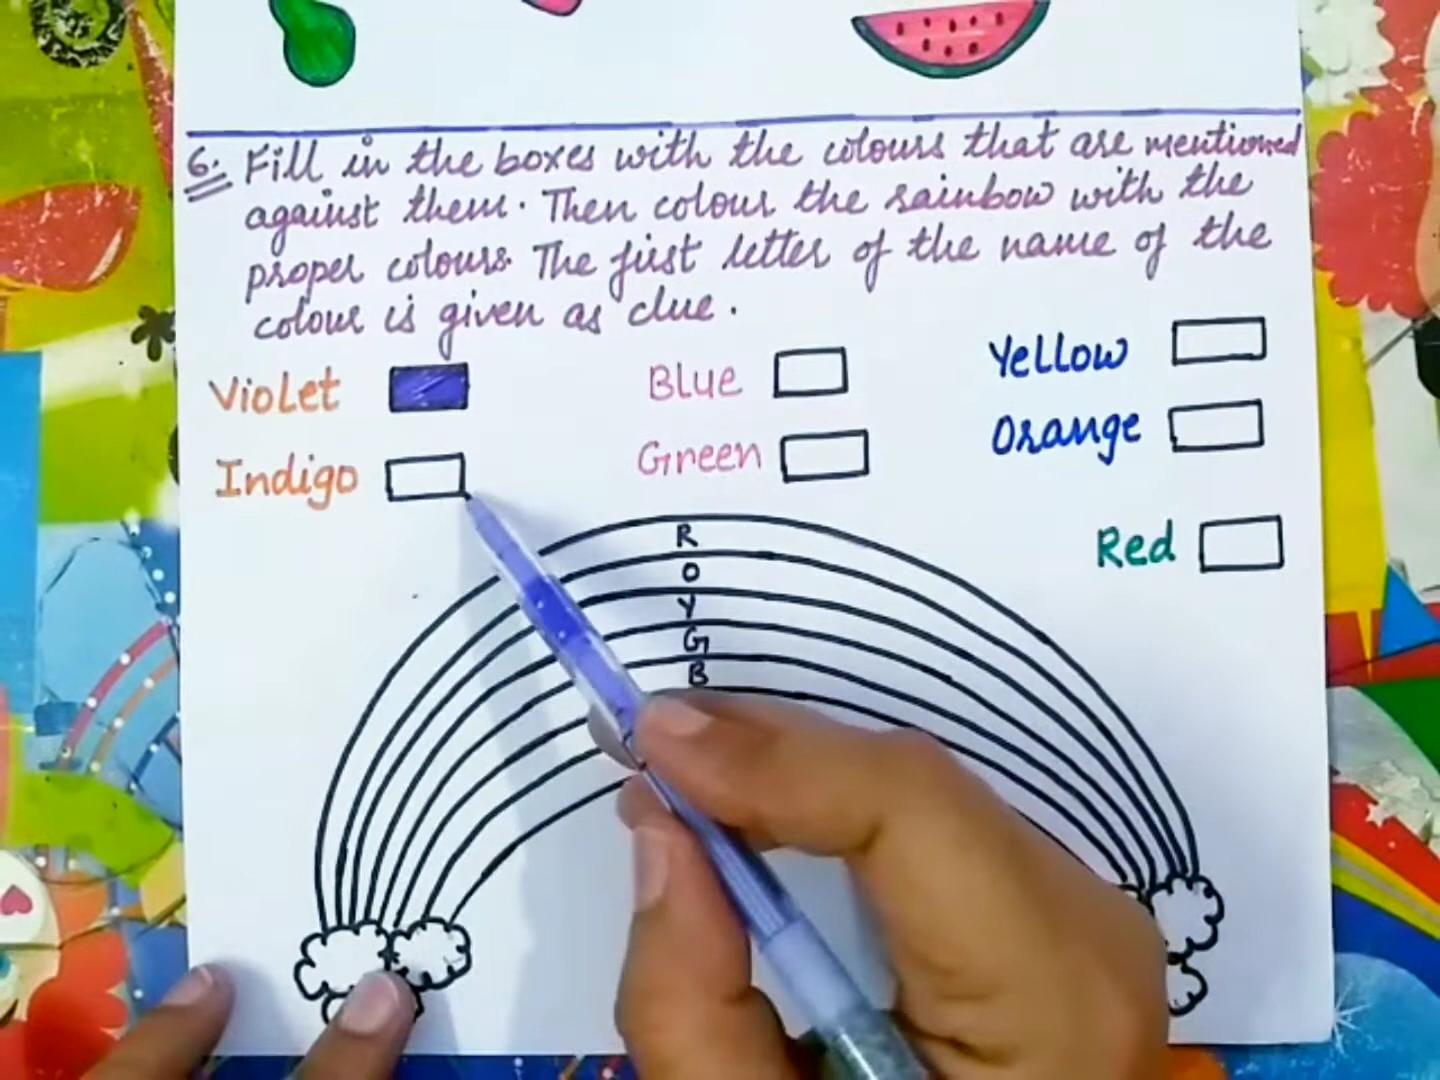 6. Fill in the boxes with the colours that are mentioned
against them. Then colour the rainbow with the
proper colours. The first letter of the name of the
colour is given as clue.
Violet
Blue
Yellow
Indigo
Green
Orange
Red
R
O
Y
G
B